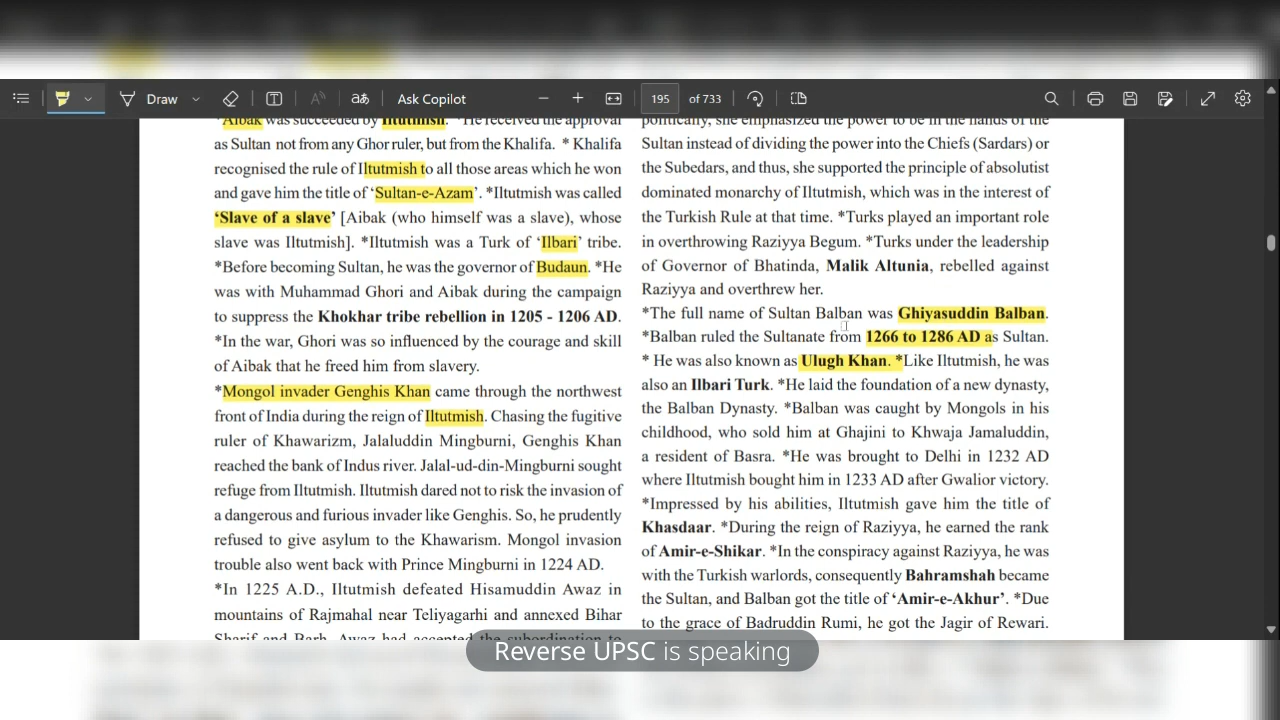 Draw
Ask Copilot
195 of 733
*Aibak was succeeded by Iltutmish. *He received the approval
as Sultan not from any Ghor ruler, but from the Khalifa. * Khalifa
recognised the rule of Iltutmish to all those areas which he won
and gave him the title of ‘Sultan-e-Azam’. *Iltutmish was called
‘Slave of a slave’ [Aibak (who himself was a slave), whose
slave was Iltutmish]. *Iltutmish was a Turk of ‘Ilbari’ tribe.
*Before becoming Sultan, he was the governor of Budaun. *He
was with Muhammad Ghori and Aibak during the campaign
to suppress the Khokhar tribe rebellion in 1205 - 1206 AD.
*In the war, Ghori was so influenced by the courage and skill
of Aibak that he freed him from slavery.
*Mongol invader Genghis Khan came through the northwest
front of India during the reign of Iltutmish. Chasing the fugitive
ruler of Khawarizm, Jalaluddin Mingburni, Genghis Khan
reached the bank of Indus river. Jalal-ud-din-Mingburni sought
refuge from Iltutmish. Iltutmish dared not to risk the invasion of
a dangerous and furious invader like Genghis. So, he prudently
refused to give asylum to the Khawarism. Mongol invasion
trouble also went back with Prince Mingburni in 1224 AD.
*In 1225 A.D., Iltutmish defeated Hisamuddin Awaz in
mountains of Rajmahal near Teliyagarhi and annexed Bihar
Sharif and Barh. Awaz had accepted the subordination to
politically, she emphasized the power to be in the hands of the
Sultan instead of dividing the power into the Chiefs (Sardars) or
the Subedars, and thus, she supported the principle of absolutist
dominated monarchy of Iltutmish, which was in the interest of
the Turkish Rule at that time. *Turks played an important role
in overthrowing Raziyya Begum. *Turks under the leadership
of Governor of Bhatinda, Malik Altunia, rebelled against
Raziyya and overthrew her.
*The full name of Sultan Balban was Ghiyasuddin Balban.
*Balban ruled the Sultanate from 1266 to 1286 AD as Sultan.
* He was also known as Ulugh Khan. *Like Iltutmish, he was
also an Ilbari Turk. *He laid the foundation of a new dynasty,
the Balban Dynasty. *Balban was caught by Mongols in his
childhood, who sold him at Ghajini to Khwaja Jamaluddin,
a resident of Basra. *He was brought to Delhi in 1232 AD
where Iltutmish bought him in 1233 AD after Gwalior victory.
*Impressed by his abilities, Iltutmish gave him the title of
Khasdaar. *During the reign of Raziyya, he earned the rank
of Amir-e-Shikar. *In the conspiracy against Raziyya, he was
with the Turkish warlords, consequently Bahramshah became
the Sultan, and Balban got the title of ‘Amir-e-Akhur’. *Due
to the grace of Badruddin Rumi, he got the Jagir of Rewari.
Reverse UPSC is speaking